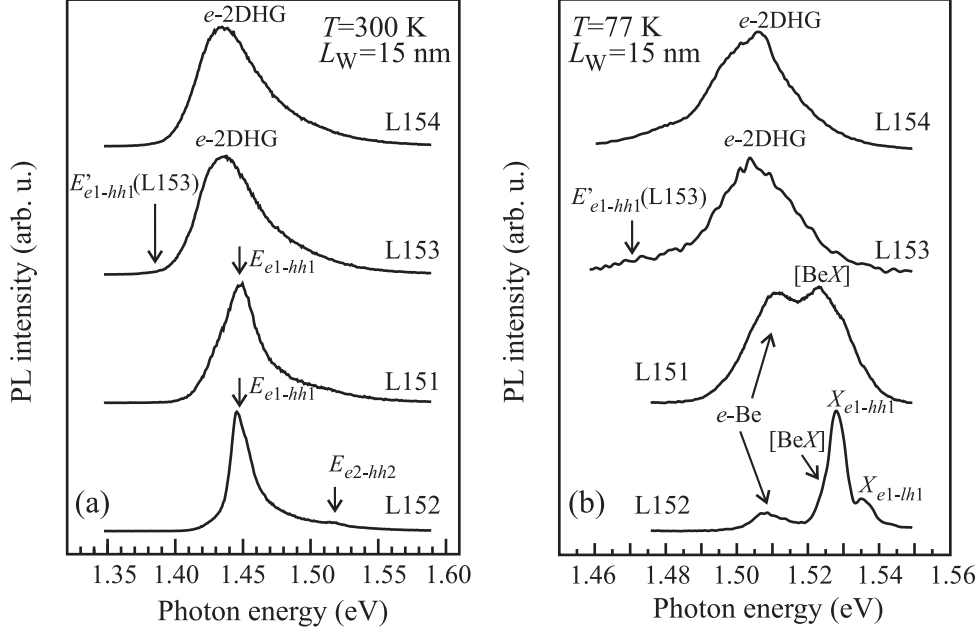 e-2DHG
T=300 K
L_W=15 nm
L154
e-2DHG
E'_e1-hh1(L153)
L153
E_e1-hh1
L151
E_e1-hh1
E_e2-hh2
(a)
L152
1.35 1.40 1.45 1.50 1.55 1.60
Photon energy (eV)
PL intensity (arb. u.)
e-2DHG
T=77 K
L_W=15 nm
L154
e-2DHG
E'_e1-hh1(L153)
L153
[BeX]
L151
e-Be
X_e1-hh1
[BeX]
X_e1-lh1
(b)
L152
1.46 1.48 1.50 1.52 1.54 1.56
Photon energy (eV)
PL intensity (arb. u.)